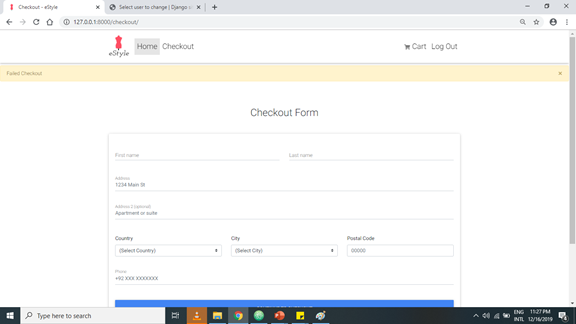 Checkout - eStyle
Select user to change | Django s
127.0.0.1:8000/checkout/
eStyle
Home Checkout
Cart Log Out
Failed Checkout
Checkout Form
First name Last name
Address
1234 Main St
Address 2 (optional)
Apartment or suite
Country City Postal Code
(Select Country) (Select City) 00000
Phone
+92 XXX XXXXXXX
Type here to search
ENG 11:27 PM
INTL 12/16/2019